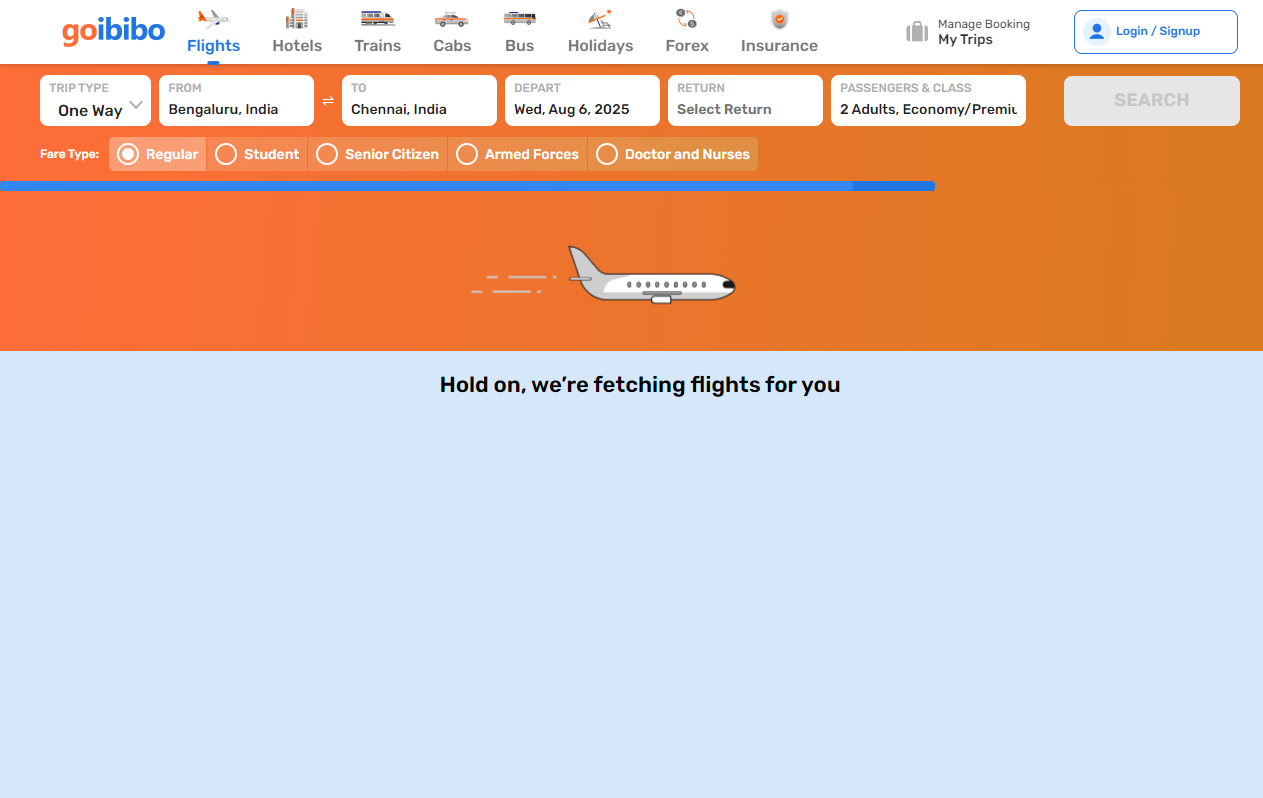 goibibo
Flights
Hotels
Trains
Cabs
Bus
Holidays
Forex
Insurance
Manage Booking
My Trips
Login / Signup
TRIP TYPE
One Way
FROM
Bengaluru, India
TO
Chennai, India
DEPART
Wed, Aug 6, 2025
RETURN
Select Return
PASSENGERS & CLASS
2 Adults, Economy/Premiu
SEARCH
Fare Type:
Regular
Student
Senior Citizen
Armed Forces
Doctor and Nurses
Hold on, we’re fetching flights for you